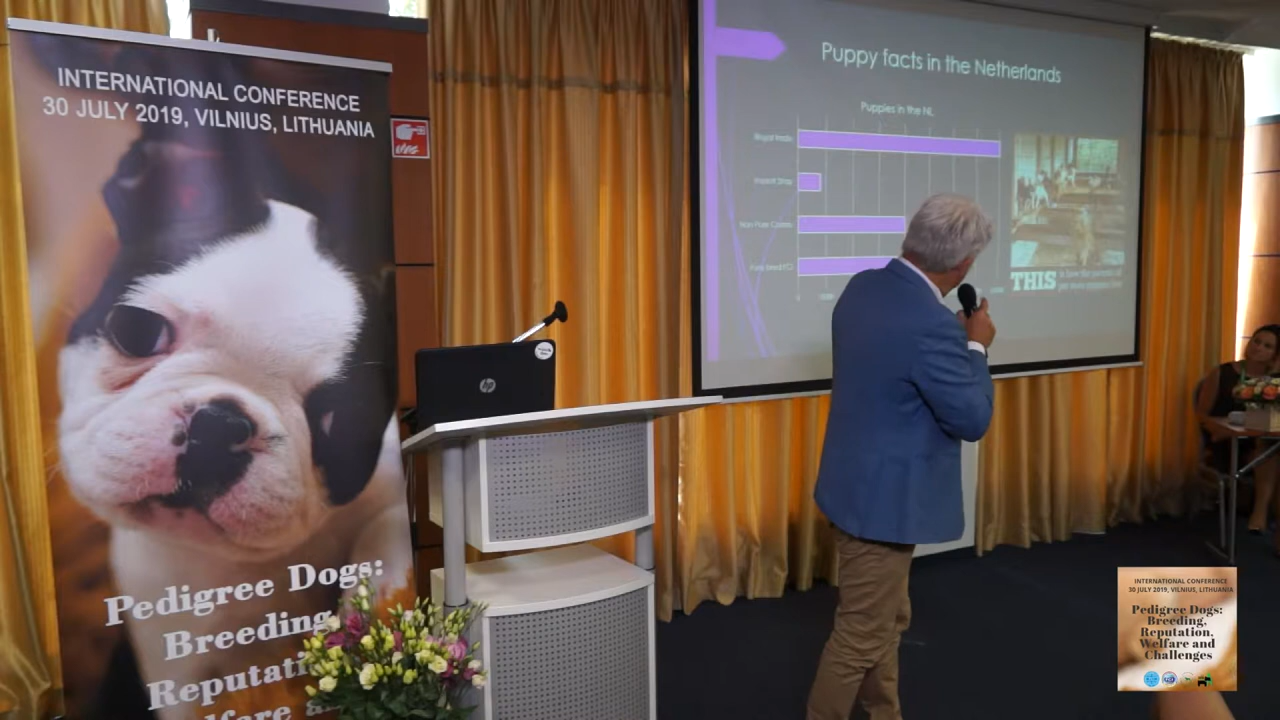 INTERNATIONAL CONFERENCE
30 JULY 2019, VILNIUS, LITHUANIA
Pedigree Dogs:
Breeding
Reputati
lfare a
hp
Puppy facts in the Netherlands
Puppies in the NL
THIS
INTERNATIONAL CONFERENCE
30 JULY 2019, VILNIUS, LITHUANIA
Pedigree Dogs:
Breeding,
Reputation,
Welfare and
Challenges